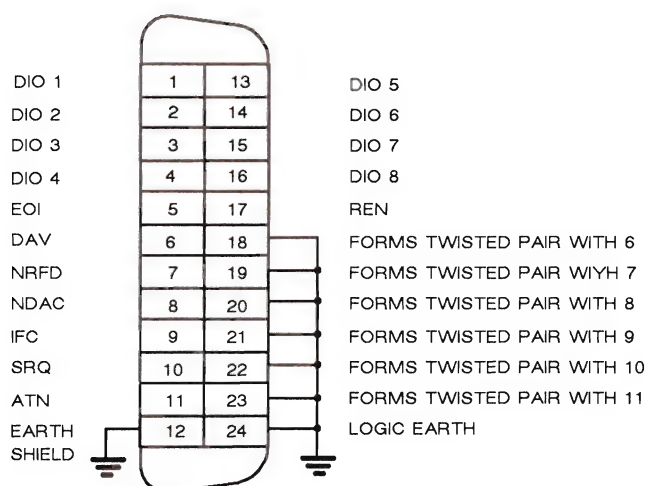 DIO 1 1 13 DIO 5
DIO 2 2 14 DIO 6
DIO 3 3 15 DIO 7
DIO 4 4 16 DIO 8
EOI 5 17 REN
DAV 6 18 FORMS TWISTED PAIR WITH 6
NRFD 7 19 FORMS TWISTED PAIR WIYH 7
NDAC 8 20 FORMS TWISTED PAIR WITH 8
IFC 9 21 FORMS TWISTED PAIR WITH 9
SRQ 10 22 FORMS TWISTED PAIR WITH 10
ATN 11 23 FORMS TWISTED PAIR WITH 11
EARTH 12 24 LOGIC EARTH
SHIELD